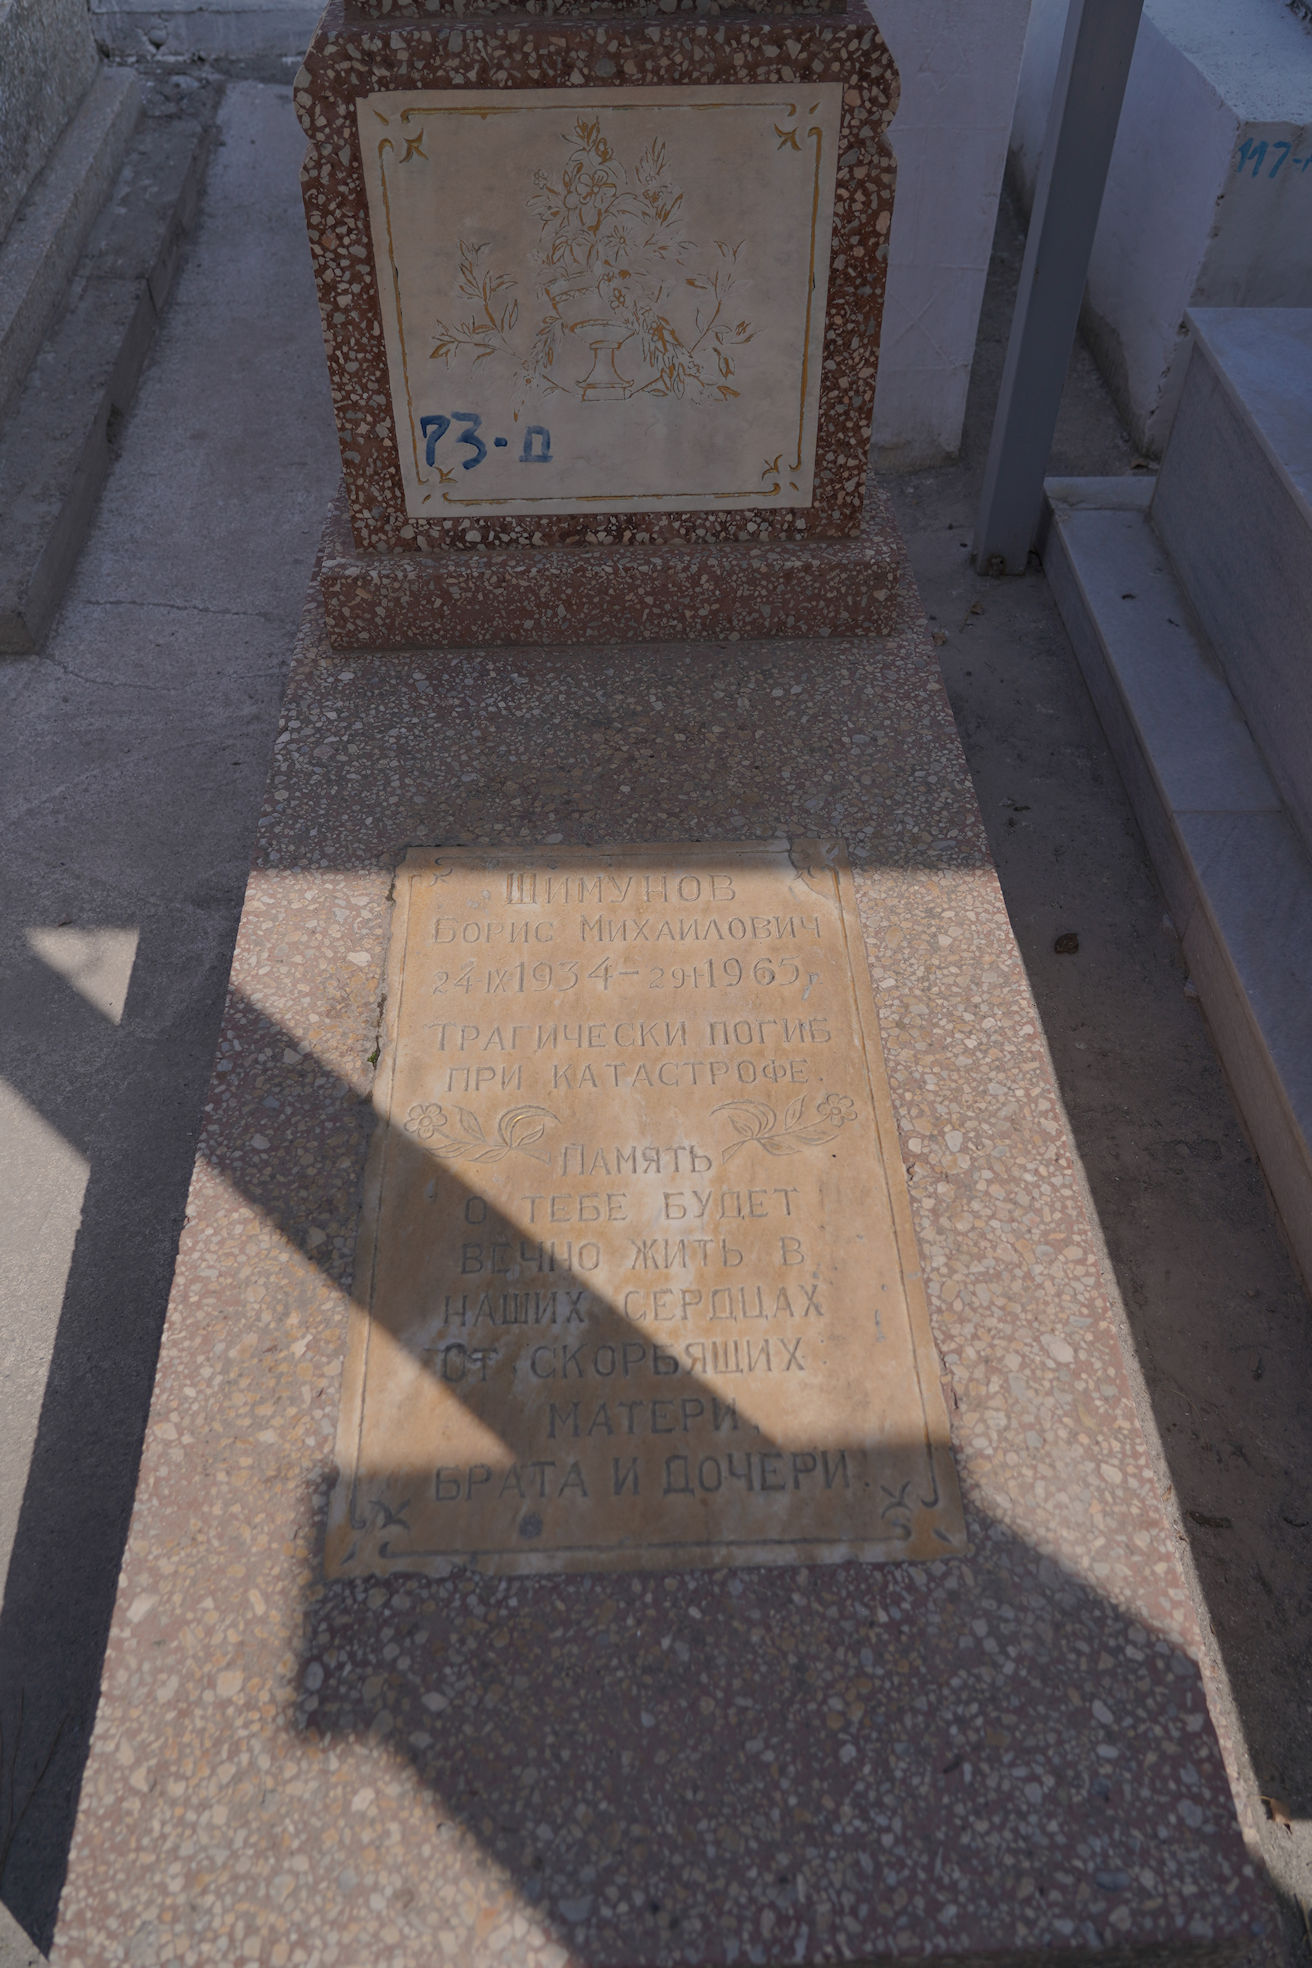 73-Д
ШИМУНОВ
БОРИС МИХАИЛОВИЧ
24 IX 1934 – 29 I 1965 г
ТРАГИЧЕСКИ ПОГИБ
ПРИ КАТАСТРОФЕ.
ПАМЯТЬ
О ТЕБЕ БУДЕТ
ВЕЧНО ЖИТЬ В
НАШИХ СЕРДЦАХ
ОТ СКОРБЯЩИХ
МАТЕРИ,
БРАТА И ДОЧЕРИ